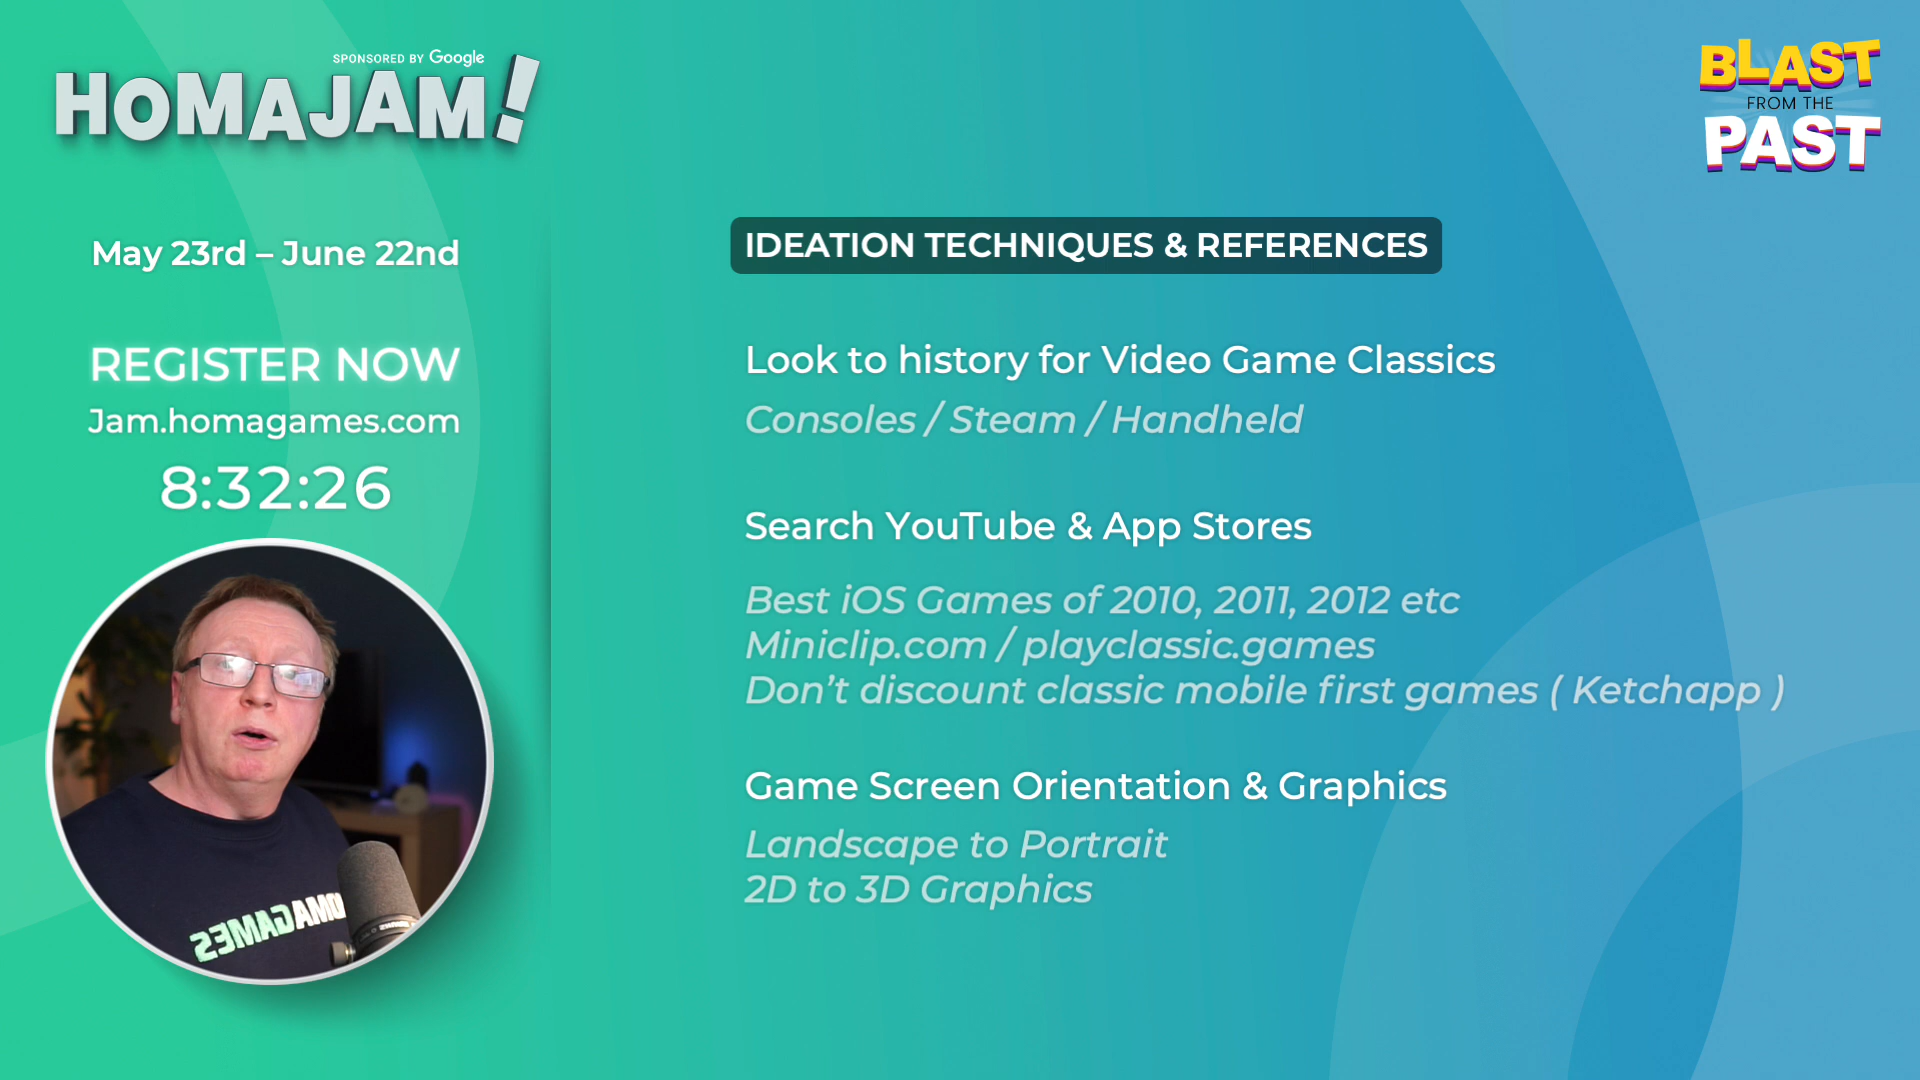 SPONSORED BY Google
HOMAJAM!
BLAST
FROM THE
PAST
May 23rd – June 22nd
REGISTER NOW
Jam.homagames.com
8:32:26
IDEATION TECHNIQUES & REFERENCES
Look to history for Video Game Classics
Consoles / Steam / Handheld
Search YouTube & App Stores
Best iOS Games of 2010, 2011, 2012 etc
Miniclip.com / playclassic.games
Don’t discount classic mobile first games ( Ketchapp )
Game Screen Orientation & Graphics
Landscape to Portrait
2D to 3D Graphics
OMAGAMES